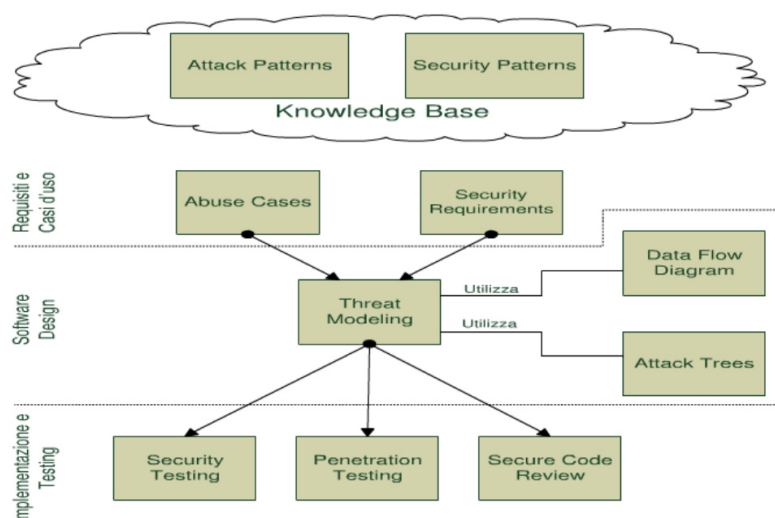 Attack Patterns
Security Patterns
Knowledge Base
Requisiti e
Casi d'uso
Abuse Cases
Security
Requirements
Software
Design
Threat
Modeling
Utilizza
Utilizza
Data Flow
Diagram
Attack Trees
mplementazione e
Testing
Security
Testing
Penetration
Testing
Secure Code
Review